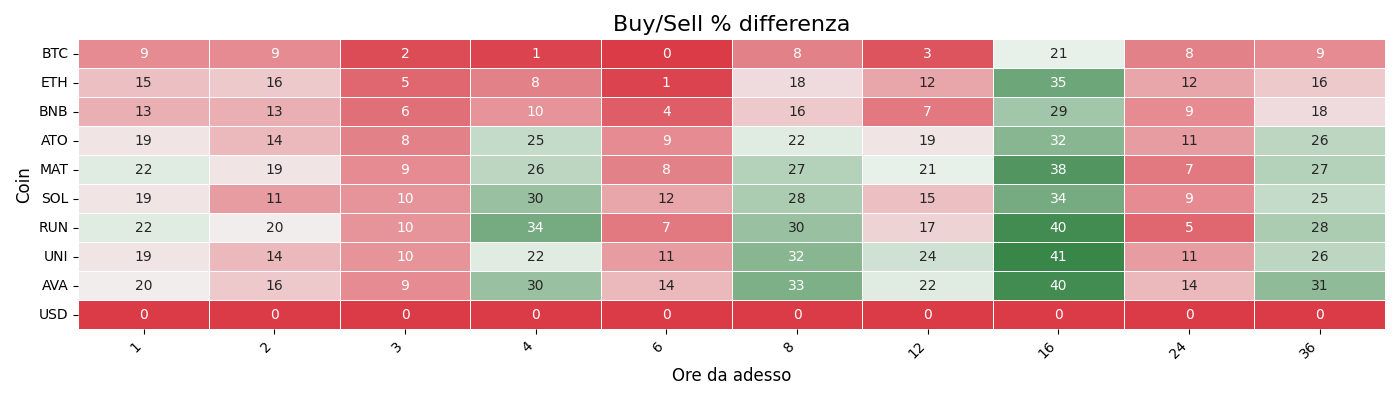 Buy/Sell % differenza
Coin
BTC 9 9 2 1 0 8 3 21 8 9
ETH 15 16 5 8 1 18 12 35 12 16
BNB 13 13 6 10 4 16 7 29 9 18
ATO 19 14 8 25 9 22 19 32 11 26
MAT 22 19 9 26 8 27 21 38 7 27
SOL 19 11 10 30 12 28 15 34 9 25
RUN 22 20 10 34 7 30 17 40 5 28
UNI 19 14 10 22 11 32 24 41 11 26
AVA 20 16 9 30 14 33 22 40 14 31
USD 0 0 0 0 0 0 0 0 0 0
1 2 3 4 6 8 12 16 24 36
Ore da adesso